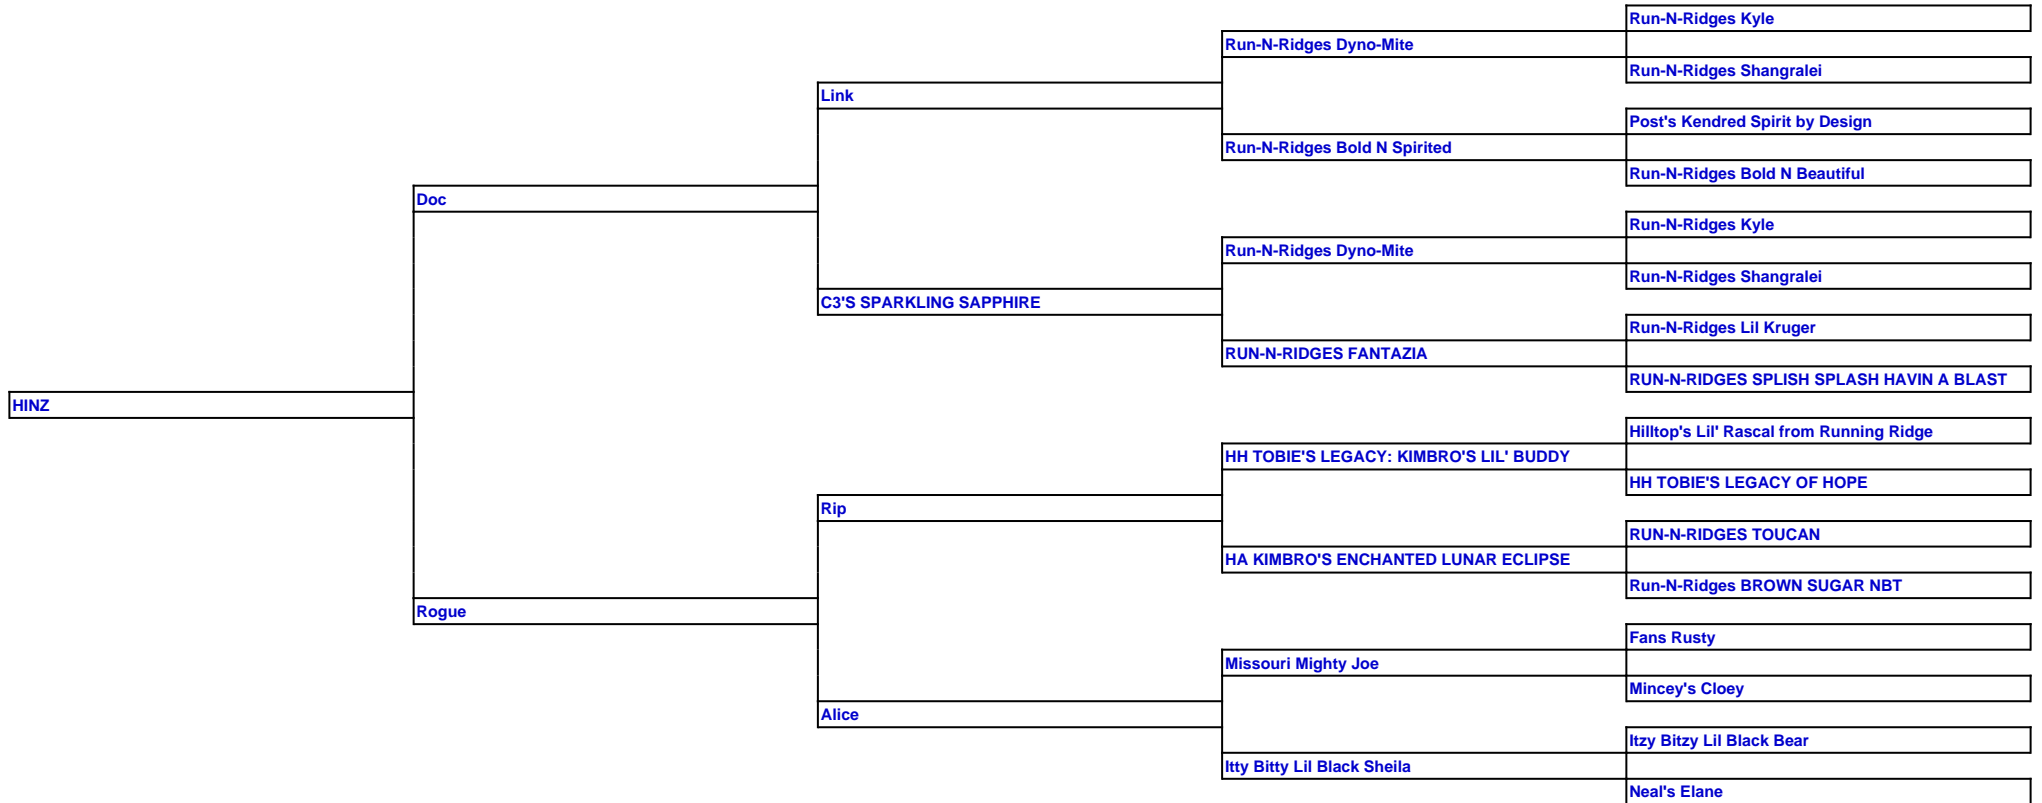 Run-N-Ridges Kyle
Run-N-Ridges Dyno-Mite
Run-N-Ridges Shangralei
Link
Post's Kendred Spirit by Design
Run-N-Ridges Bold N Spirited
Run-N-Ridges Bold N Beautiful
Doc
Run-N-Ridges Kyle
Run-N-Ridges Dyno-Mite
Run-N-Ridges Shangralei
C3'S SPARKLING SAPPHIRE
Run-N-Ridges Lil Kruger
RUN-N-RIDGES FANTAZIA
RUN-N-RIDGES SPLISH SPLASH HAVIN A BLAST
HINZ
Hilltop's Lil' Rascal from Running Ridge
HH TOBIE'S LEGACY: KIMBRO'S LIL' BUDDY
HH TOBIE'S LEGACY OF HOPE
Rip
RUN-N-RIDGES TOUCAN
HA KIMBRO'S ENCHANTED LUNAR ECLIPSE
Run-N-Ridges BROWN SUGAR NBT
Rogue
Fans Rusty
Missouri Mighty Joe
Mincey's Cloey
Alice
Itzy Bitzy Lil Black Bear
Itty Bitty Lil Black Sheila
Neal's Elane